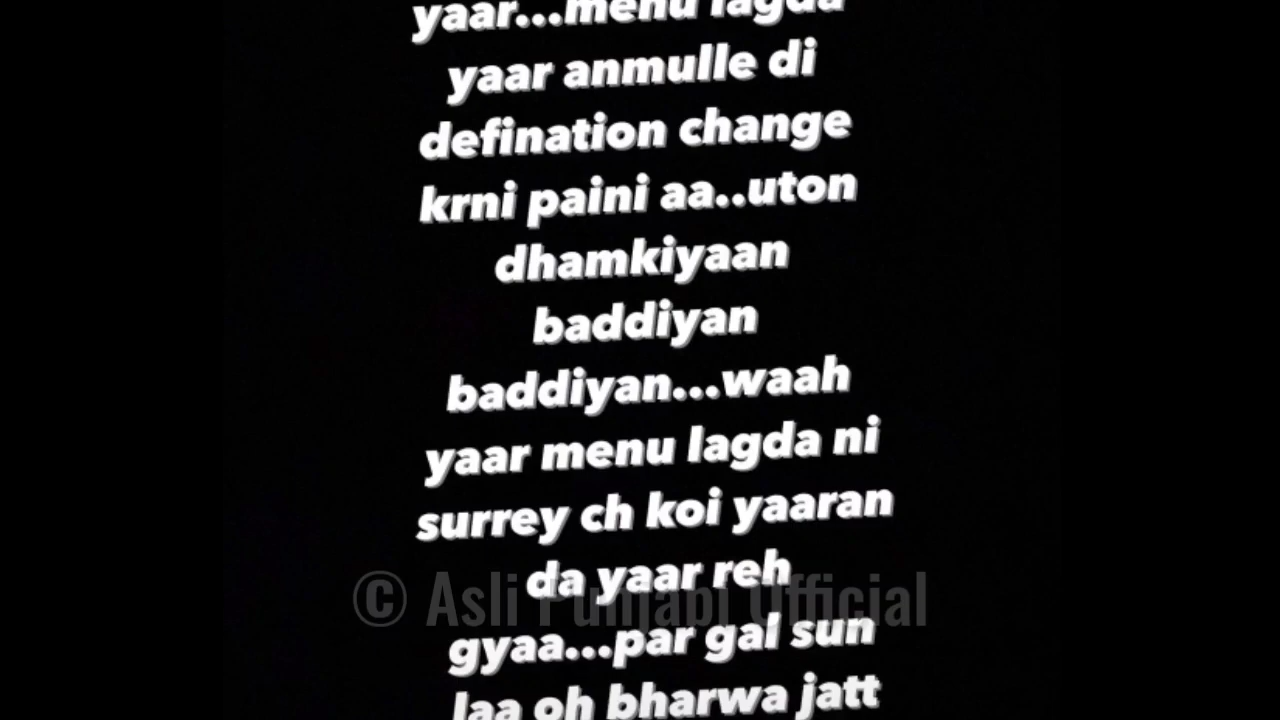 yaar...menu lagda
yaar anmulle di
defination change
krni paini aa..uton
dhamkiyaan
baddiyan
baddiyan...waah
yaar menu lagda ni
surrey ch koi yaaran
da yaar reh
© Asli Punjabi Official
gyaa...par gal sun
laa oh bharwa jatt